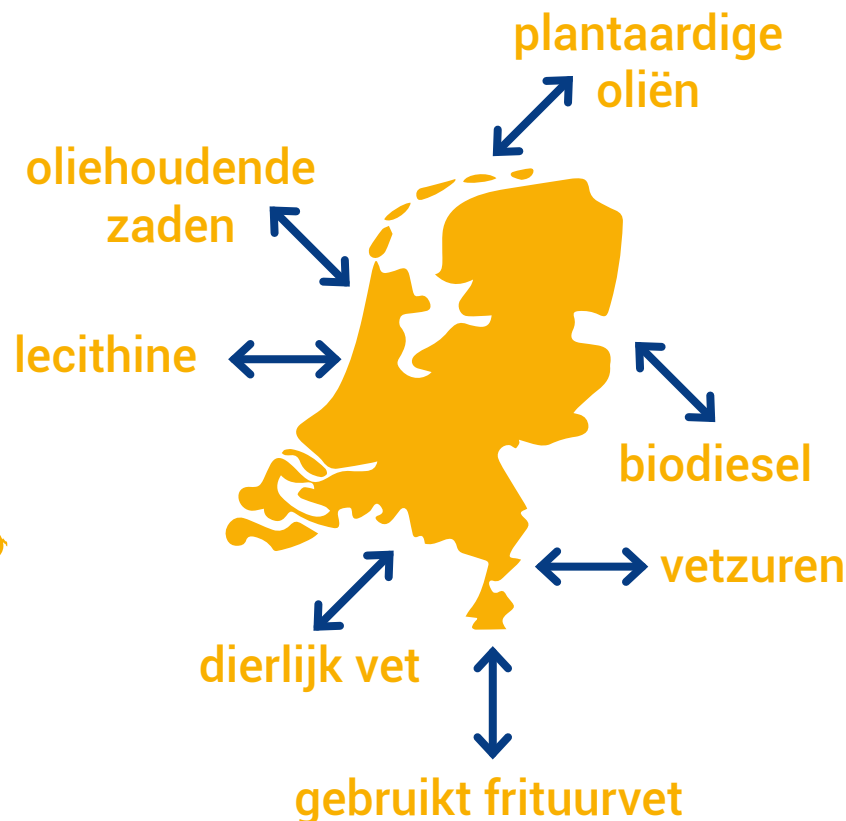 plantaardige
oliën
oliehoudende
zaden
lecithine
biodiesel
vetzuren
dierlijk vet
gebruikt frituurvet